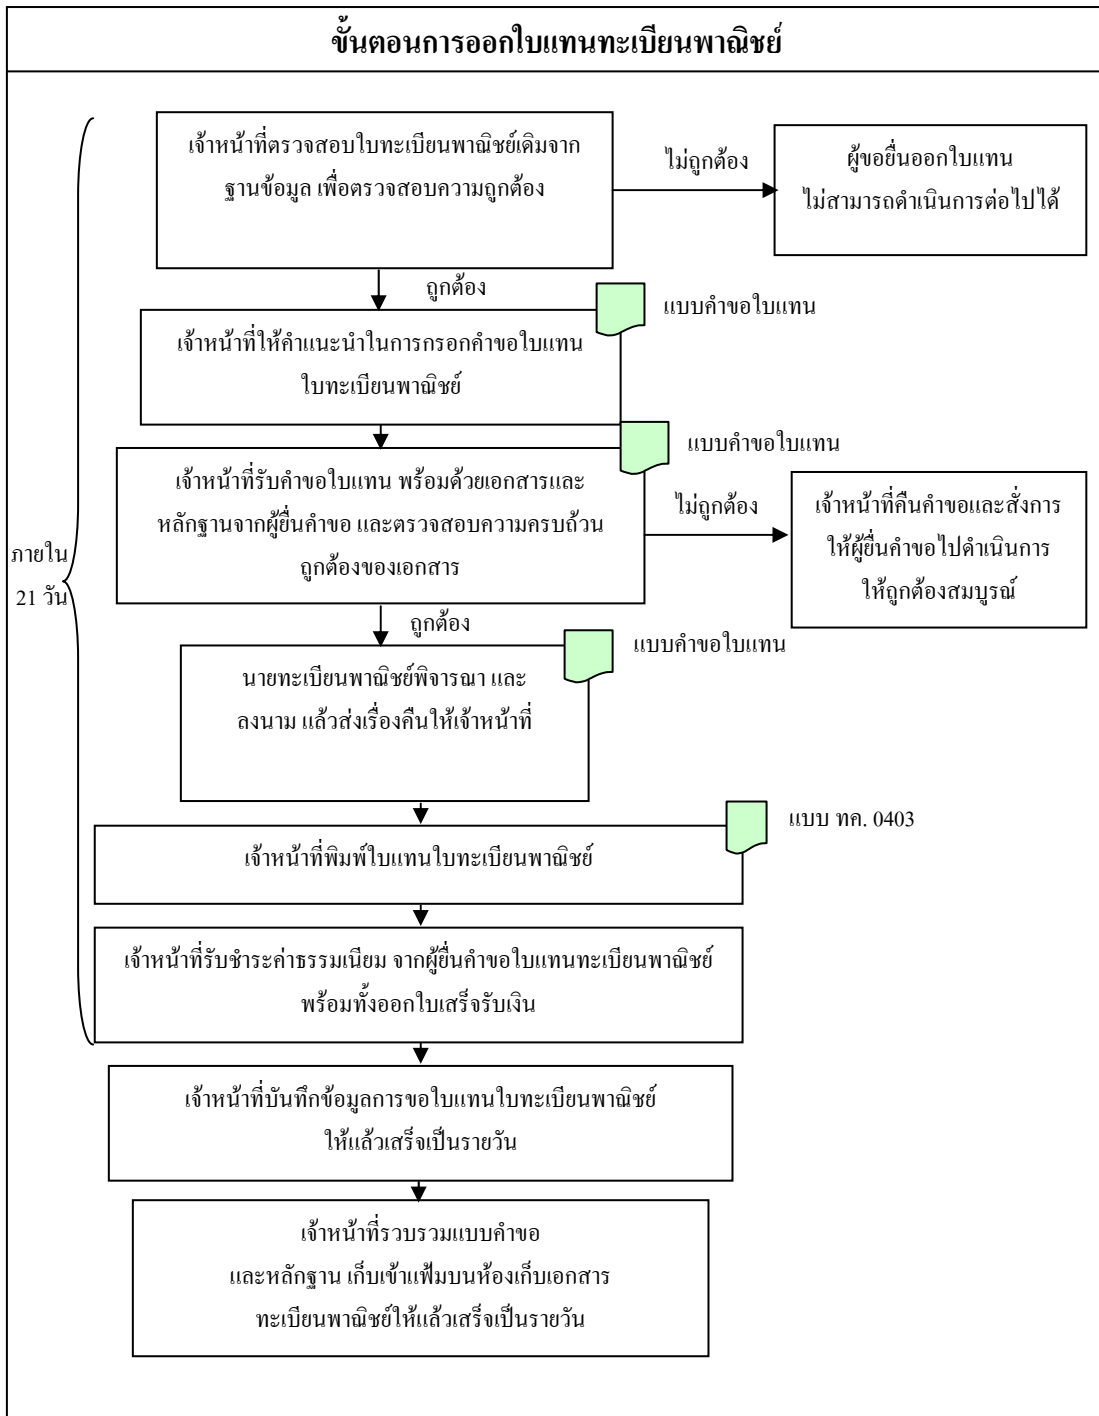 ขั้นตอนการออกใบแทนทะเบียนพาณิชย์
เจ้าหน้าที่ตรวจสอบใบทะเบียนพาณิชย์เดิมจาก
ฐานข้อมูล เพื่อตรวจสอบความถูกต้อง
ไม่ถูกต้อง
ผู้ขอยื่นออกใบแทน
ไม่สามารถดำเนินการต่อไปได้
ถูกต้อง
แบบคำขอใบแทน
เจ้าหน้าที่ให้คำแนะนำในการกรอกคำขอใบแทน
ใบทะเบียนพาณิชย์
แบบคำขอใบแทน
เจ้าหน้าที่รับคำขอใบแทน พร้อมด้วยเอกสารและ
หลักฐานจากผู้ยื่นคำขอ และตรวจสอบความครบถ้วน
ถูกต้องของเอกสาร
ไม่ถูกต้อง
เจ้าหน้าที่คืนคำขอและสั่งการ
ให้ผู้ยื่นคำขอไปดำเนินการ
ให้ถูกต้องสมบูรณ์
ภายใน
21 วัน
ถูกต้อง
แบบคำขอใบแทน
นายทะเบียนพาณิชย์พิจารณา และ
ลงนาม แล้วส่งเรื่องคืนให้เจ้าหน้าที่
แบบ ทค. 0403
เจ้าหน้าที่พิมพ์ใบแทนใบทะเบียนพาณิชย์
เจ้าหน้าที่รับชำระค่าธรรมเนียม จากผู้ยื่นคำขอใบแทนทะเบียนพาณิชย์
พร้อมทั้งออกใบเสร็จรับเงิน
เจ้าหน้าที่บันทึกข้อมูลการขอใบแทนใบทะเบียนพาณิชย์
ให้แล้วเสร็จเป็นรายวัน
เจ้าหน้าที่รวบรวมแบบคำขอ
และหลักฐาน เก็บเข้าแฟ้มบนห้องเก็บเอกสาร
ทะเบียนพาณิชย์ให้แล้วเสร็จเป็นรายวัน